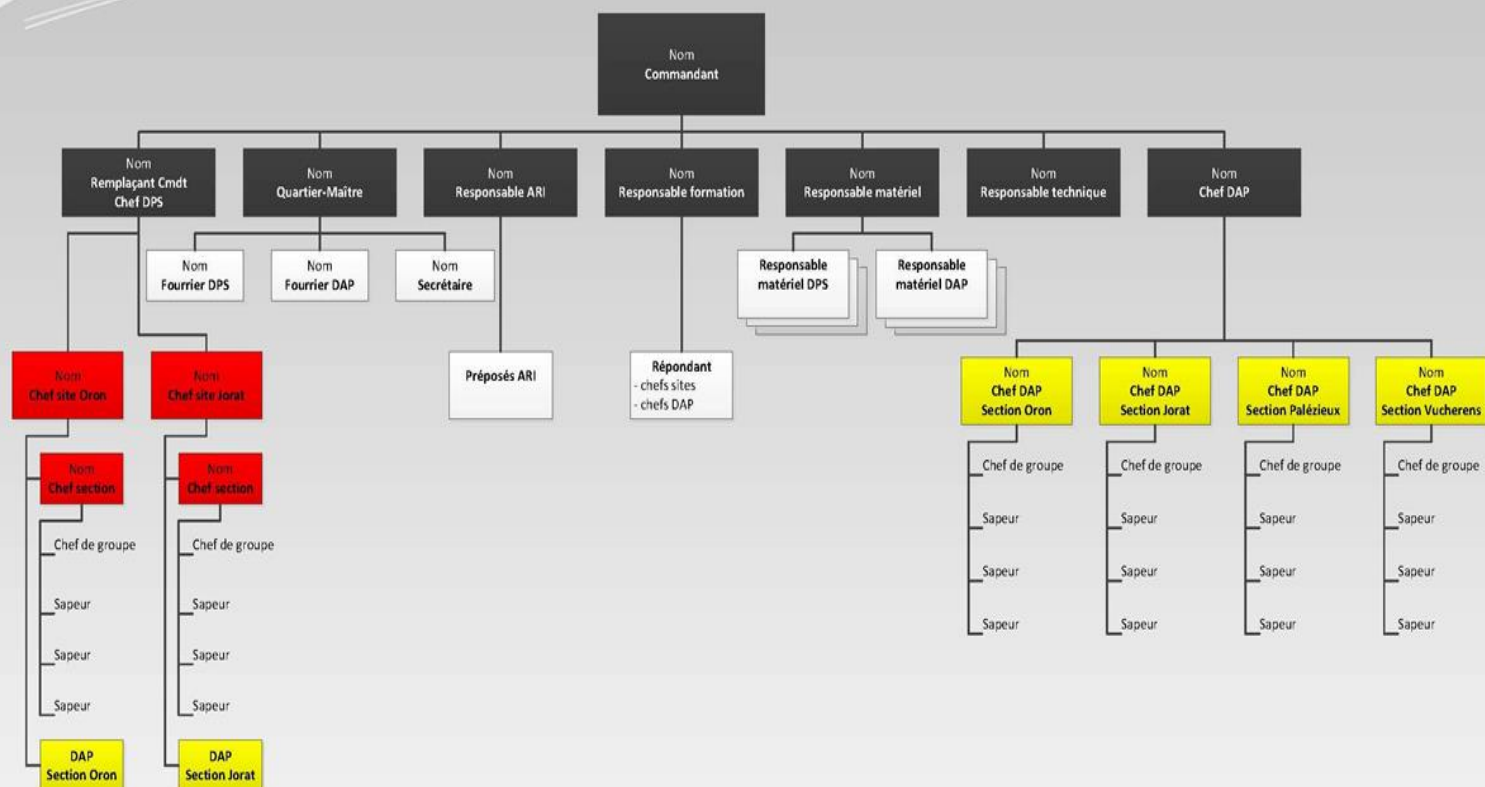 Nom
Commandant
Nom
Remplaçant Cmdt
Chef DPS
Nom
Quartier-Maître
Nom
Responsable ARI
Nom
Responsable formation
Nom
Responsable matériel
Nom
Responsable technique
Nom
Chef DAP
Nom
Fourrier DPS
Nom
Fourrier DAP
Nom
Secrétaire
Responsable
matériel DPS
Responsable
matériel DAP
Nom
Chef site Oron
Nom
Chef site Jorat
Préposés ARI
Répondant
- chefs sites
- chefs DAP
Nom
Chef DAP
Section Oron
Nom
Chef DAP
Section Jorat
Nom
Chef DAP
Section Palézieux
Nom
Chef DAP
Section Vucherens
Nom
Chef section
Chef de groupe
Sapeur
Sapeur
Sapeur
DAP
Section Oron
Nom
Chef section
Chef de groupe
Sapeur
Sapeur
Sapeur
DAP
Section Jorat
Chef de groupe
Sapeur
Sapeur
Sapeur
Chef de groupe
Sapeur
Sapeur
Sapeur
Chef de groupe
Sapeur
Sapeur
Sapeur
Chef de groupe
Sapeur
Sapeur
Sapeur